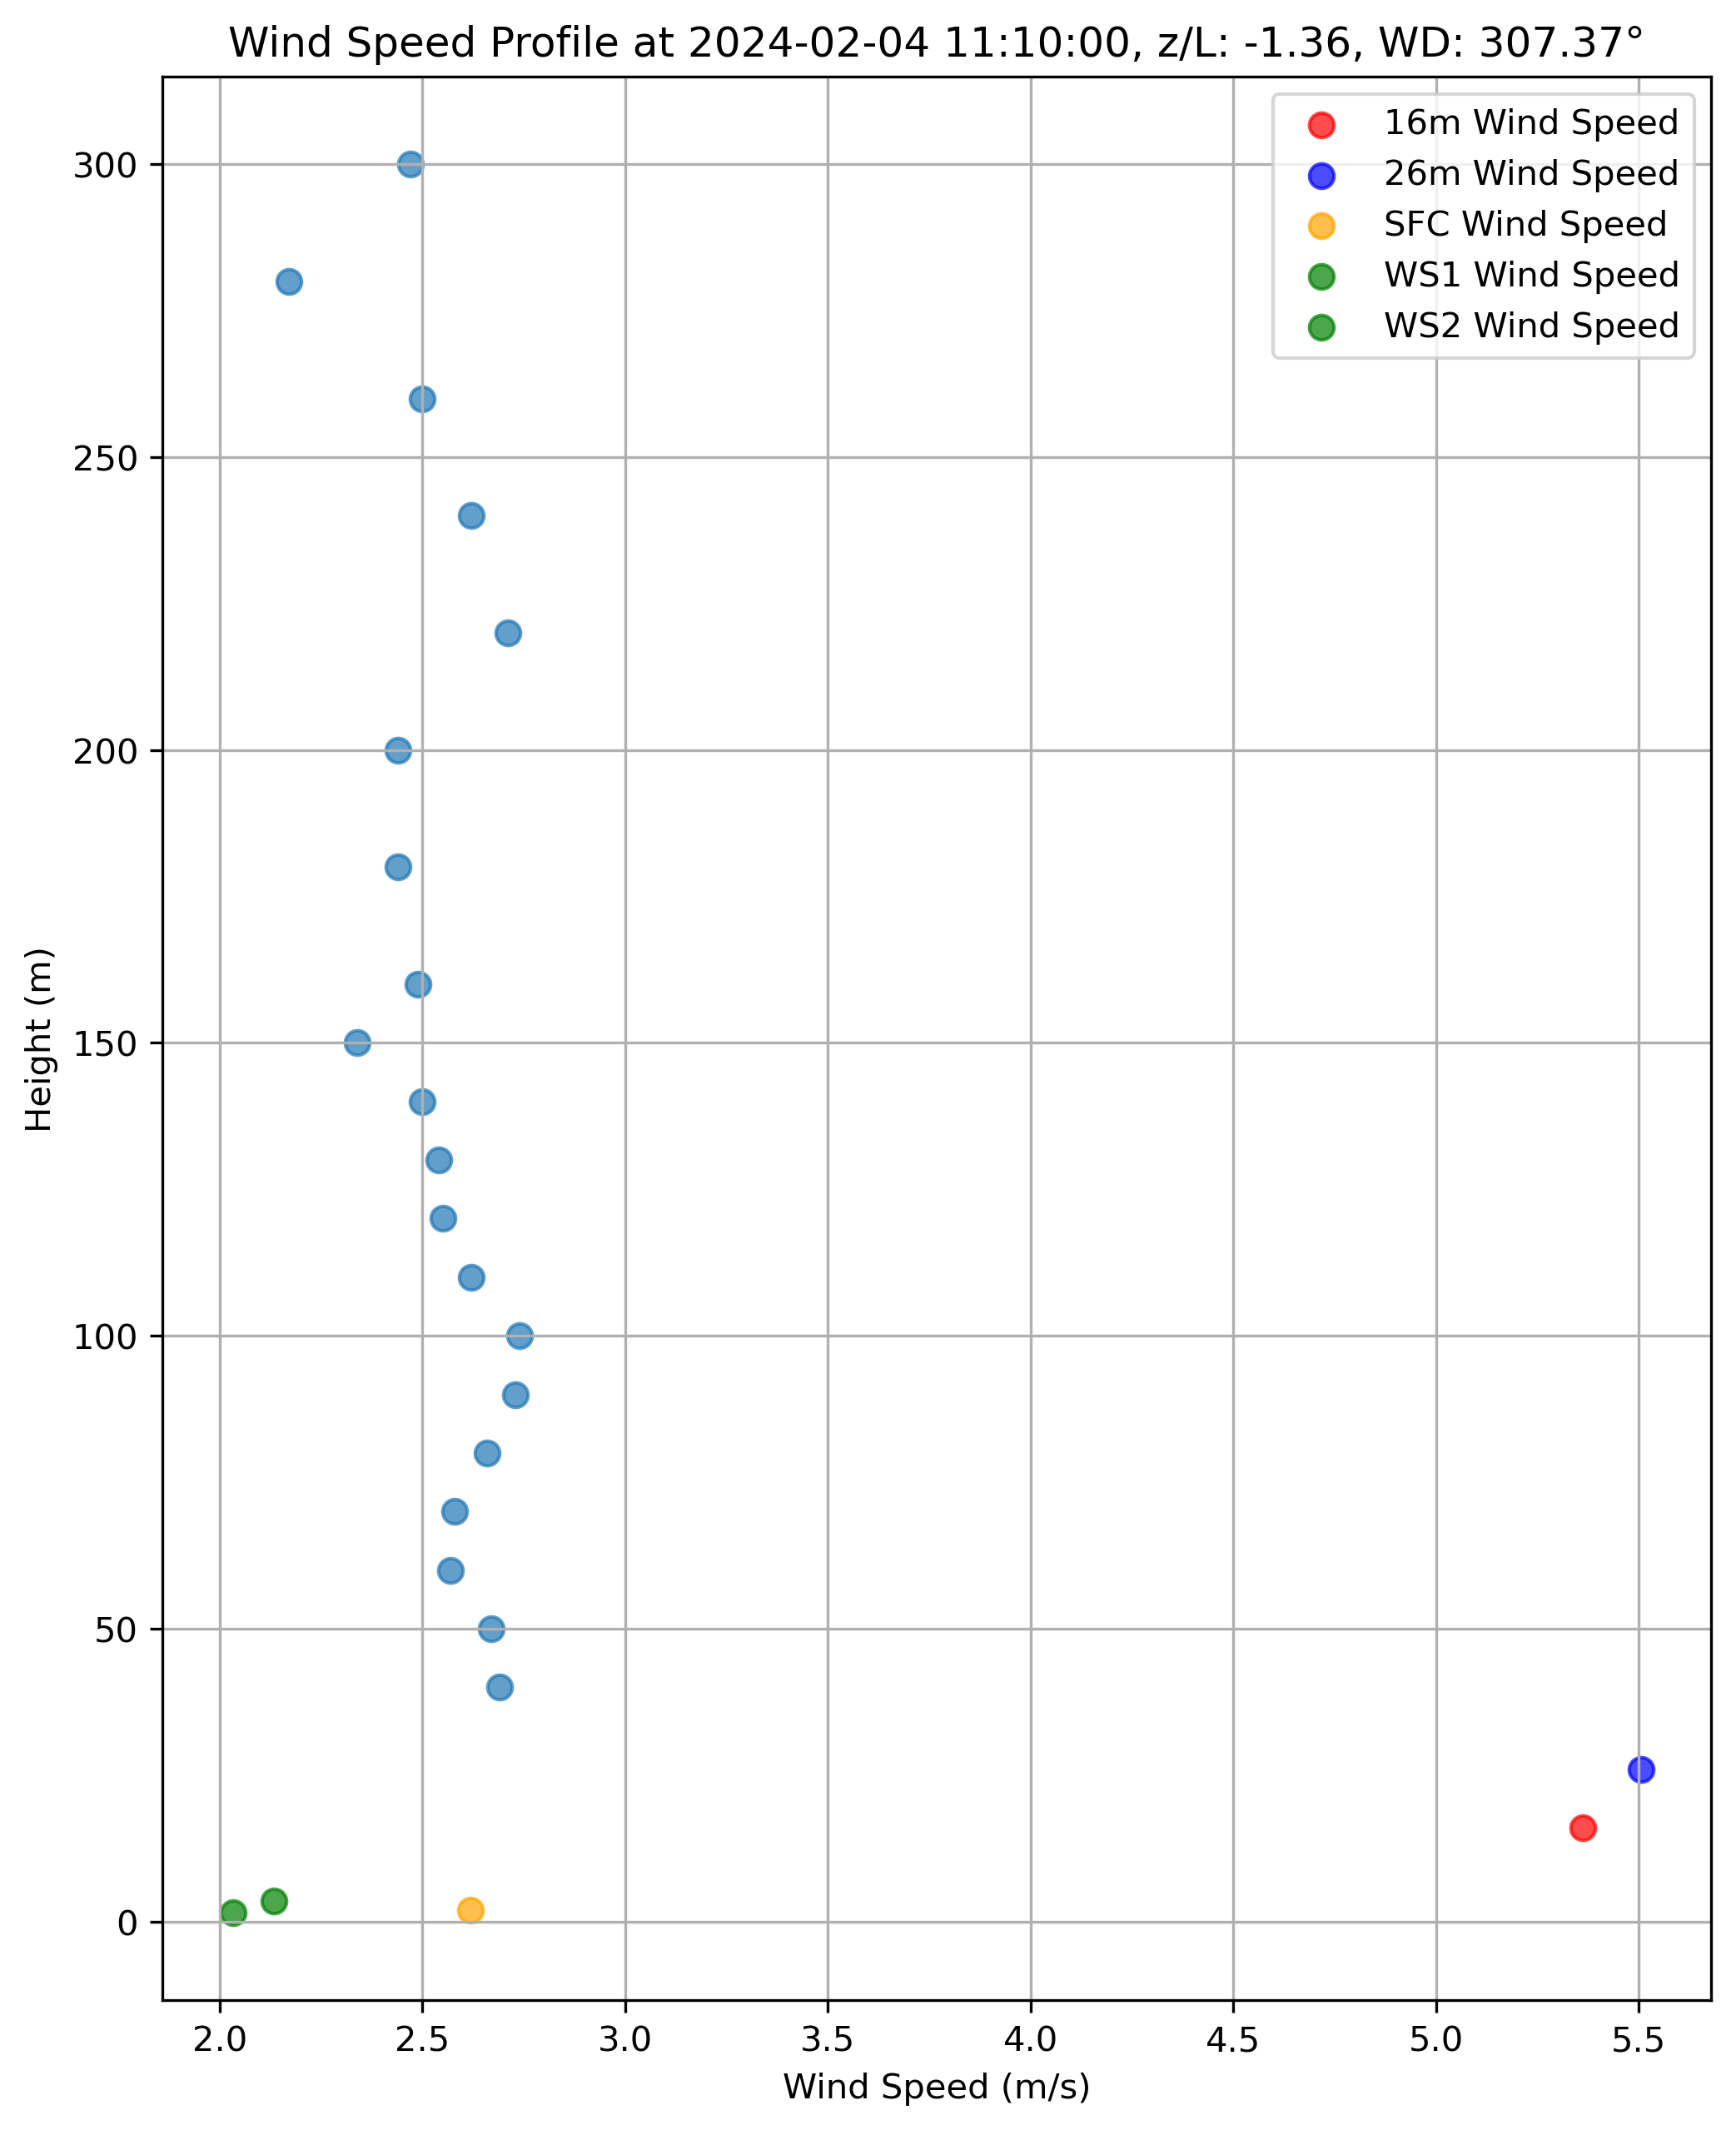 Wind Speed Profile at 2024-02-04 11:10:00, z/L: -1.36, WD: 307.37°
16m Wind Speed
26m Wind Speed
SFC Wind Speed
WS1 Wind Speed
WS2 Wind Speed
300
250
200
150
100
50
0
Height (m)
2.0 2.5 3.0 3.5 4.0 4.5 5.0 5.5
Wind Speed (m/s)